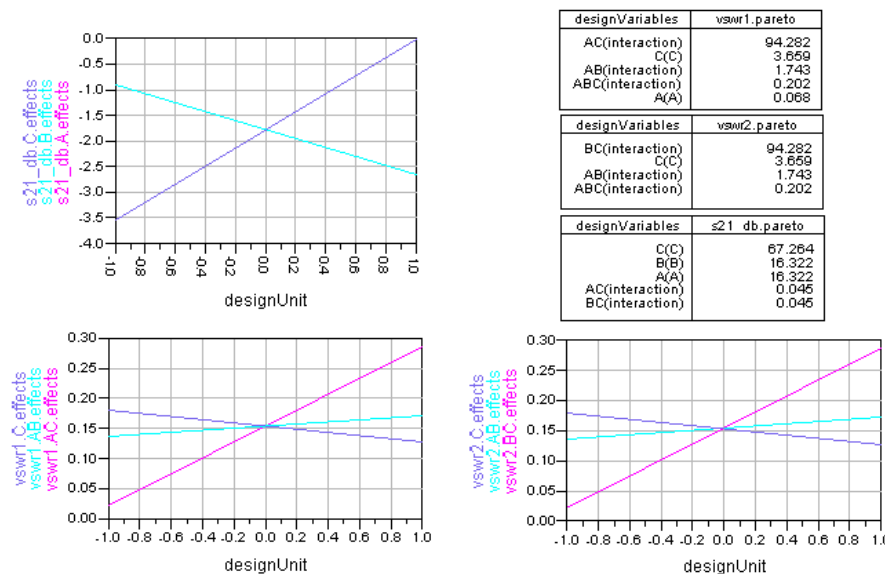 0.0
-0.5
-1.0
-1.5
-2.0
-2.5
-3.0
-3.5
-4.0
s21_db.C.effects
s21_db.B.effects
s21_db.A.effects
-1.0 -0.8 -0.6 -0.4 -0.2 0.0 0.2 0.4 0.6 0.8 1.0
designUnit
designVariables vswr1.pareto
AC(interaction) 94.282
C(C) 3.659
AB(interaction) 1.743
ABC(interaction) 0.202
A(A) 0.068
designVariables vswr2.pareto
BC(interaction) 94.282
C(C) 3.659
AB(interaction) 1.743
ABC(interaction) 0.202
designVariables s21_db.pareto
C(C) 67.264
B(B) 16.322
A(A) 16.322
AC(interaction) 0.045
BC(interaction) 0.045
0.30
0.25
0.20
0.15
0.10
0.05
0.00
vswr1.C.effects
vswr1.AB.effects
vswr1.AC.effects
-1.0 -0.8 -0.6 -0.4 -0.2 0.0 0.2 0.4 0.6 0.8 1.0
designUnit
0.30
0.25
0.20
0.15
0.10
0.05
0.00
vswr2.C.effects
vswr2.AB.effects
vswr2.BC.effects
-1.0 -0.8 -0.6 -0.4 -0.2 0.0 0.2 0.4 0.6 0.8 1.0
designUnit